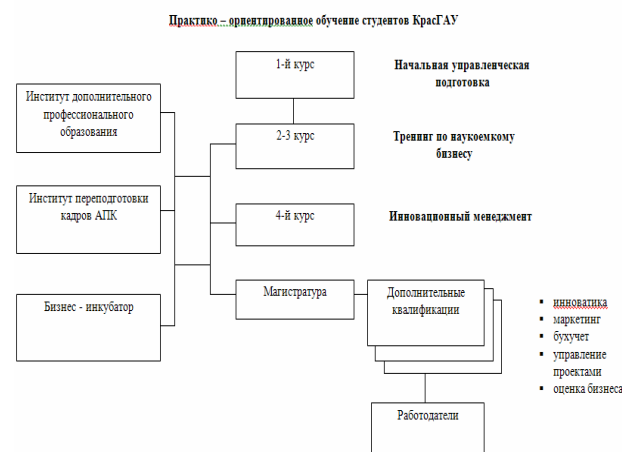 Практико – ориентированное обучение студентов КрасГАУ
1-й курс
Начальная управленческая
подготовка
Институт дополнительного
профессионального
образования
2-3 курс
Тренинг по наукоемкому
бизнесу
Институт переподготовки
кадров АПК
4-й курс
Инновационный менеджмент
Бизнес - инкубатор
Магистратура
Дополнительные
квалификации
▪ инноватика
▪ маркетинг
▪ бухучет
▪ управление
проектами
▪ оценка бизнеса
Работодатели